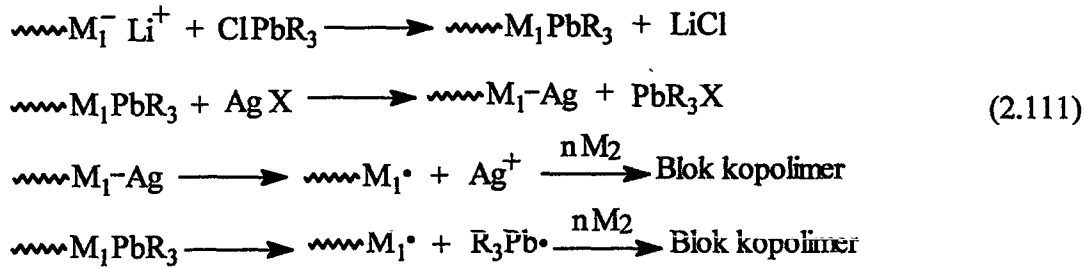 M₁⁻ Li⁺ + ClPbR₃ → M₁PbR₃ + LiCl
M₁PbR₃ + AgX → M₁-Ag + PbR₃X (2.111)
M₁-Ag → M₁• + Ag⁺ nM₂ → Blok kopolimer
M₁PbR₃ → M₁• + R₃Pb• nM₂ → Blok kopolimer